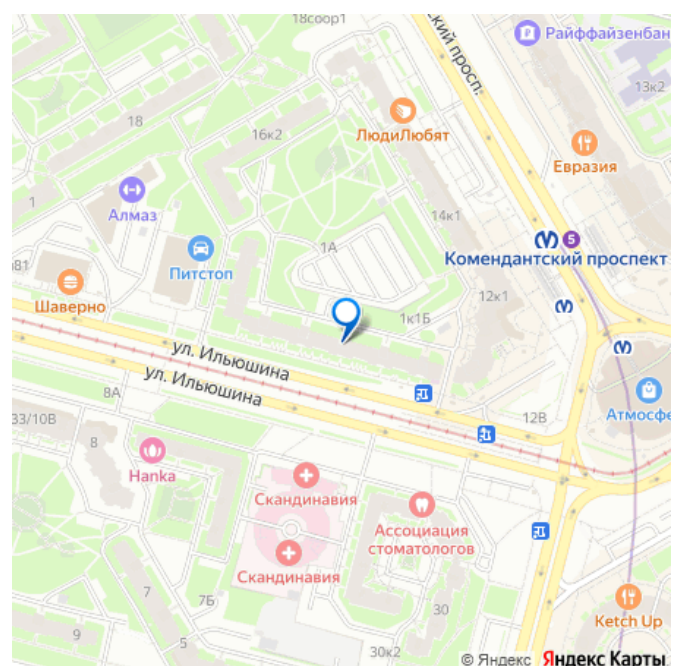 18соор1
Райффайзенбан
ский просп.
13к2
18
16к2
ЛюдиЛюбят
Евразия
1
Алмаз
14к1
1А
5
Комендантский проспект
Питстоп
81
Шаверно
12к1
1к1Б
ул. Ильюшина
ул. Ильюшина
8А
Атмосфе
12В
33/10В
8
Hanka
Скандинавия
Ассоциация
стоматологов
Скандинавия
7
7Б
30
Ketch Up
9
5
30к2
© Яндекс Яндекс Карты